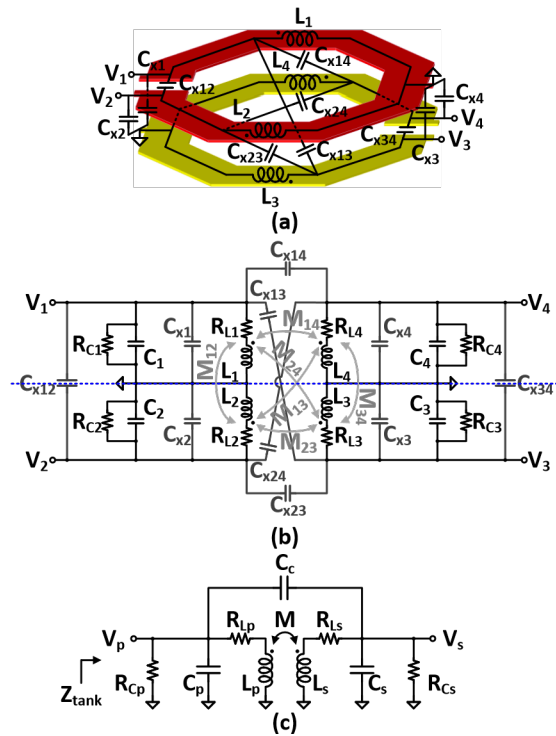 L1
Cx1 L4 Cx14
V1 Cx12
V2 Cx4
L2 Cx24
Cx2 Cx34 V4
Cx23 Cx13 Cx3 V3
L3
(a)
Cx14
V1 Cx13 V4
RL1 M14 RL4
RC1 C1 Cx1 M12 M24 Cx4 C4 RC4
L1 L4
Cx12 Cx34
L2 M13 L3 M34
RC2 C2 Cx2 RL2 M23 RL3 Cx3 C3 RC3
V2 Cx24 V3
Cx23
(b)
Cc
Vp RLp M RLs Vs
Ztank RCp Cp Lp Ls Cs RCs
(c)